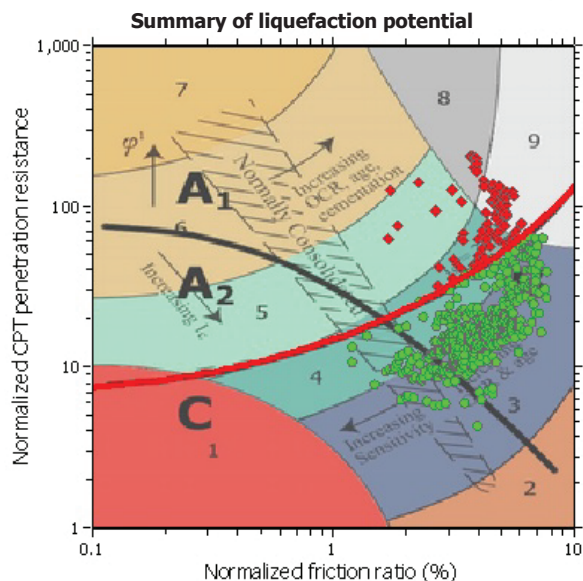 Summary of liquefaction potential
Normalized CPT penetration resistance
1,000
100
10
1
7
8
9
φ'
A1
Increasing
OCR, age,
cementation
Normally Consolidated
6
A2
Increasing Ic
5
4
C
1
3
& age
Increasing
Sensitivity
2
0.1
1
10
Normalized friction ratio (%)